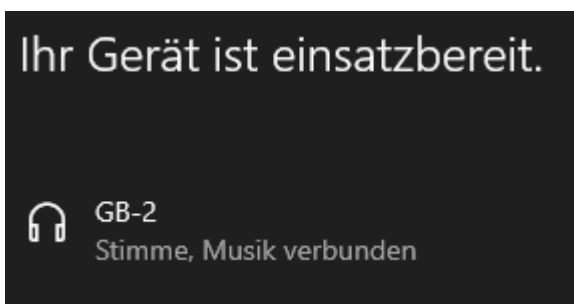 Ihr Gerät ist einsatzbereit.
GB-2
Stimme, Musik verbunden